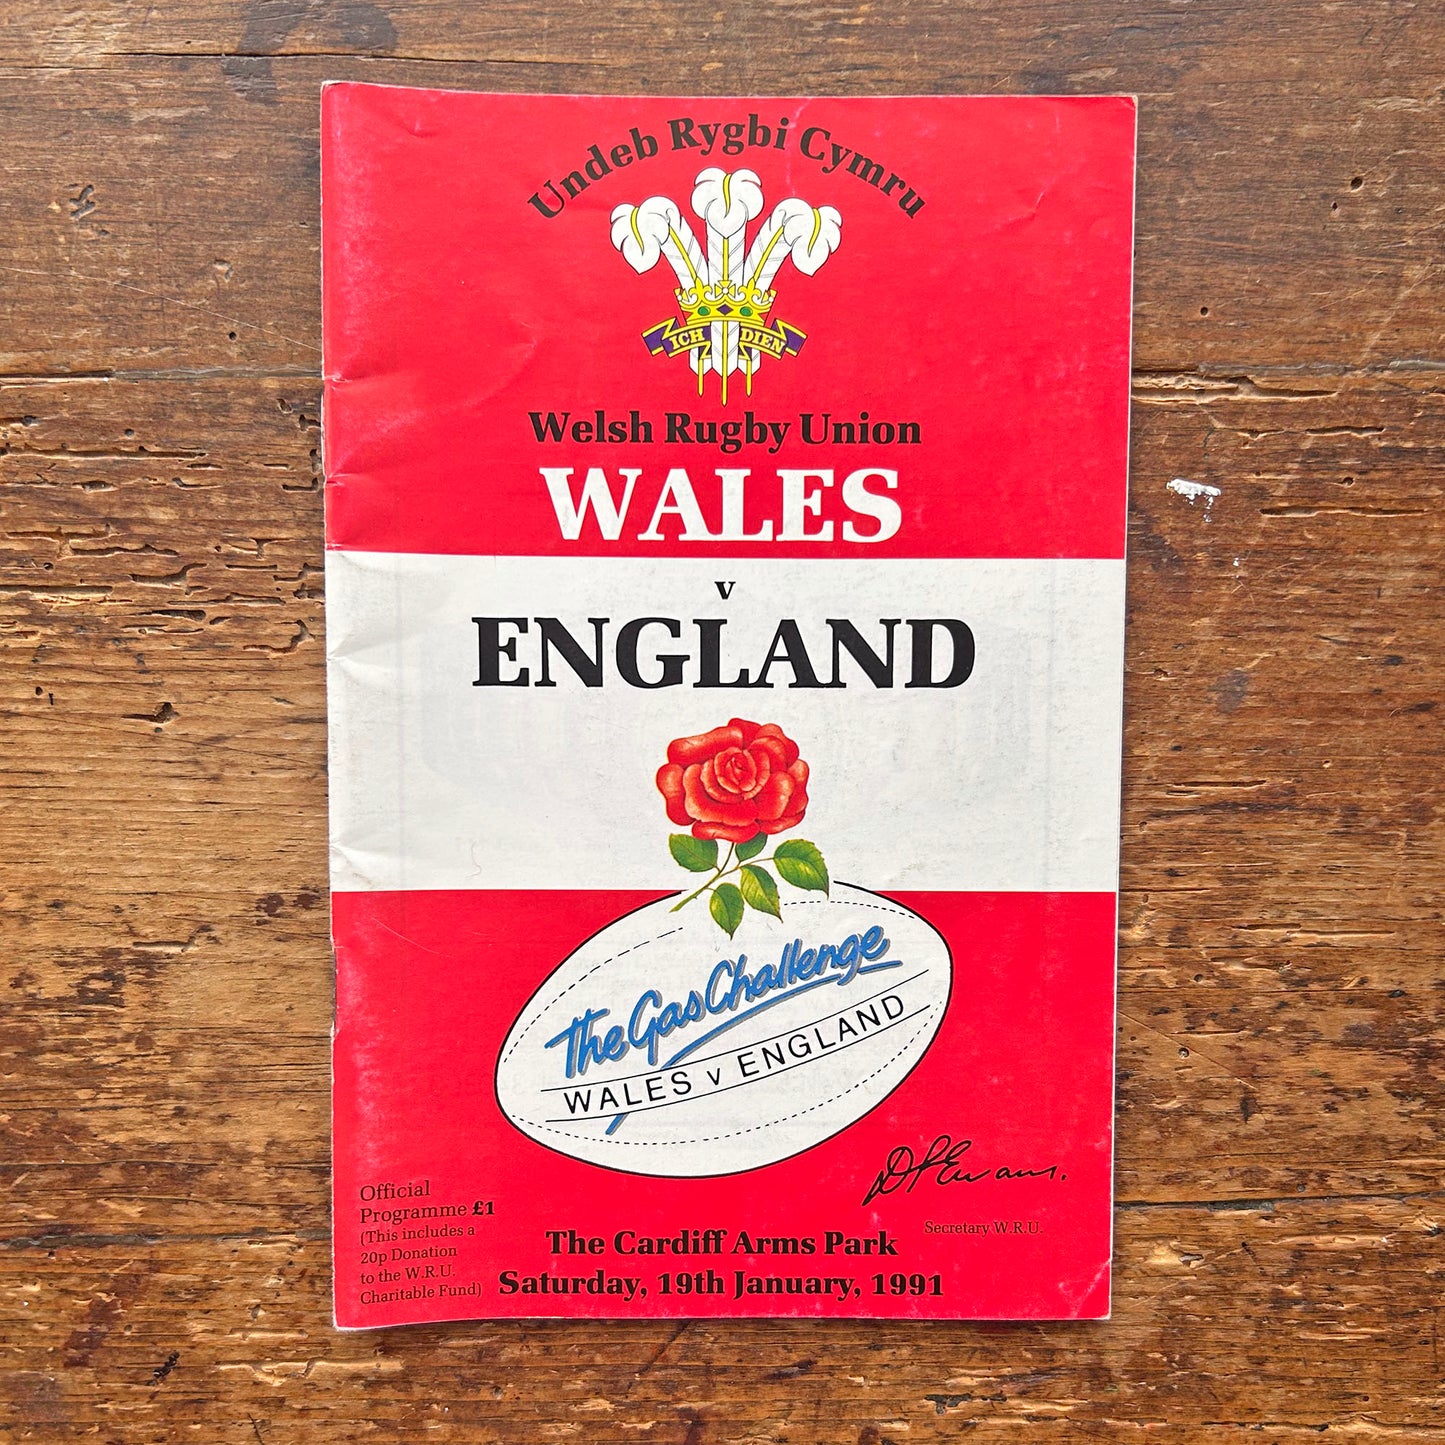 Undeb Rygbi Cymru
ICH DIEN
Welsh Rugby Union
WALES
v
ENGLAND
The Gas Challenge
WALES v ENGLAND
D P Evans.
Secretary W.R.U.
Official
Programme £1
(This includes a
20p Donation
to the W.R.U.
Charitable Fund)
The Cardiff Arms Park
Saturday, 19th January, 1991